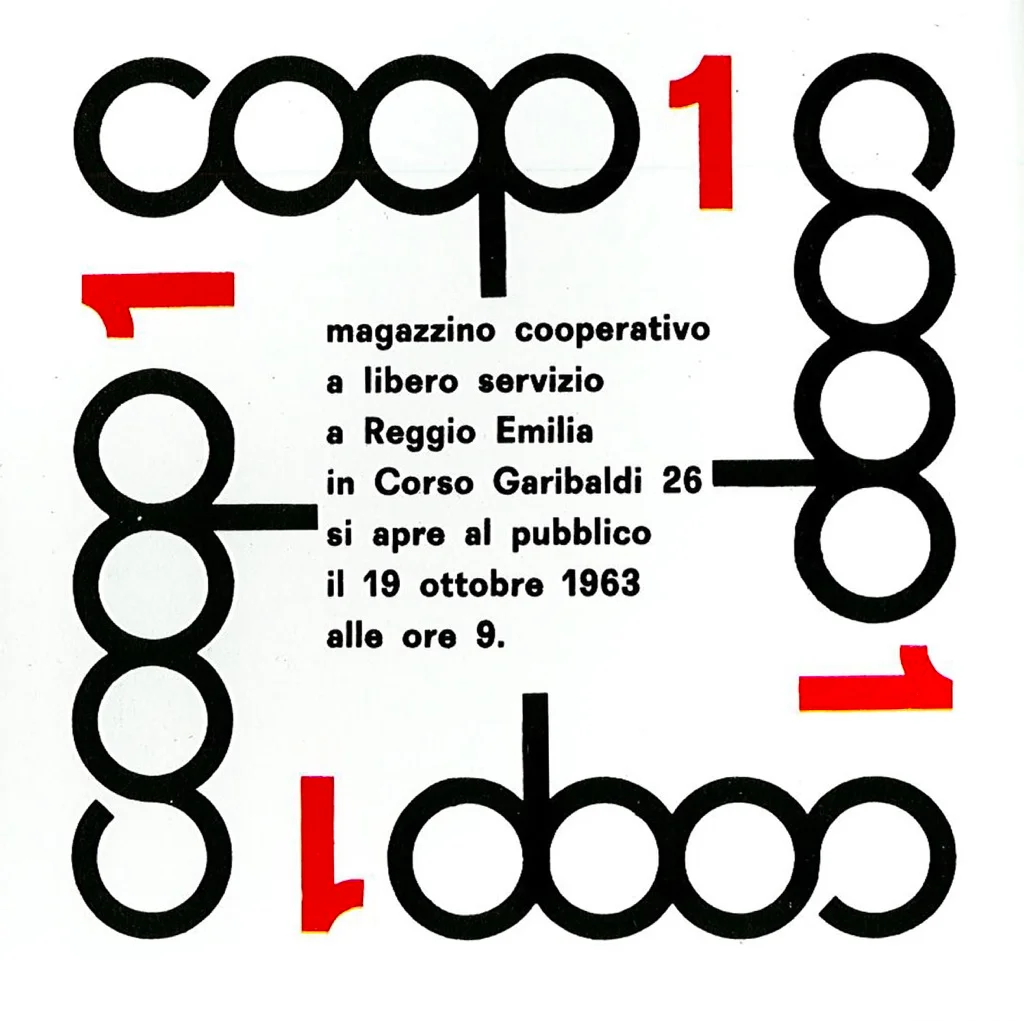 coop 1
coop 1
magazzino cooperativo
a libero servizio
a Reggio Emilia
in Corso Garibaldi 26
si apre al pubblico
il 19 ottobre 1963
alle ore 9.
coop 1
coop 1